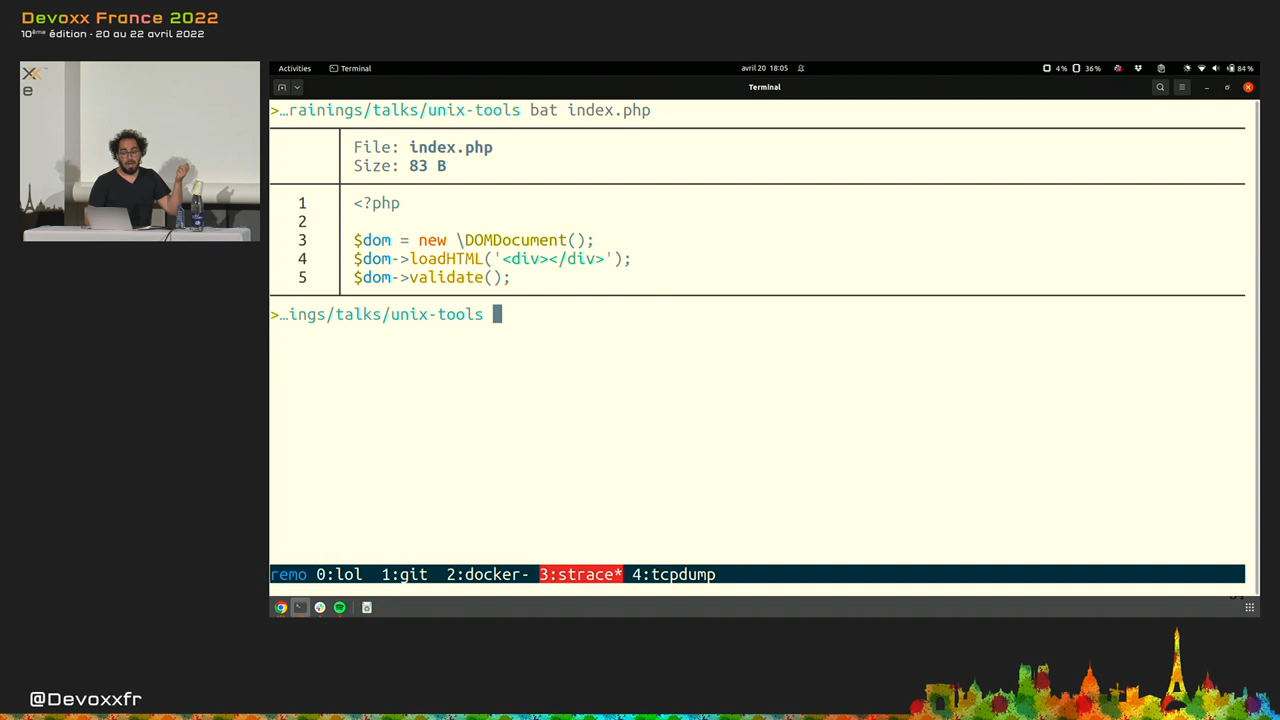 Devoxx France 2022
10ème édition - 20 au 22 avril 2022
e
Activities Terminal avril 20 18:05 4% 36% 84%
Terminal
>…rainings/talks/unix-tools bat index.php
File: index.php
Size: 83 B
1 <?php
2
3 $dom = new \DOMDocument();
4 $dom->loadHTML('<div></div>');
5 $dom->validate();
>…ings/talks/unix-tools
remo 0:lol 1:git 2:docker- 3:strace* 4:tcpdump
@Devoxxfr